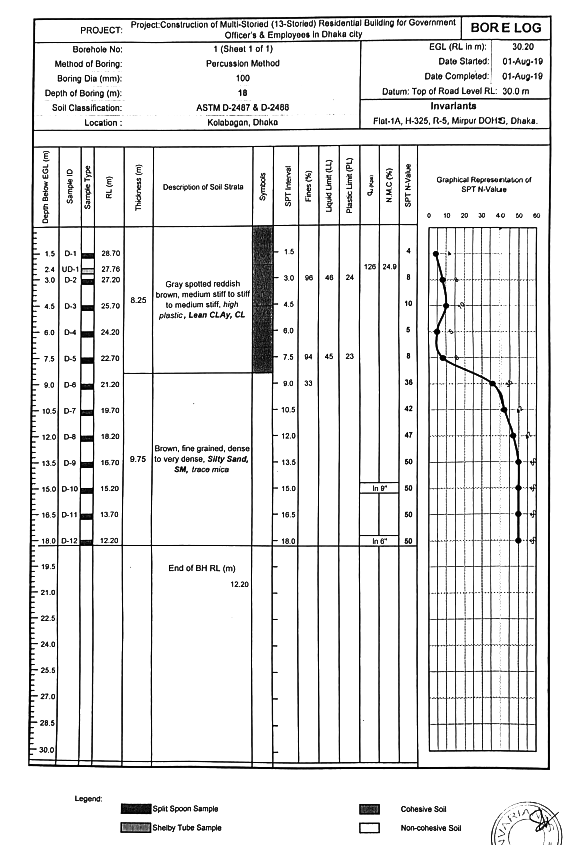 PROJECT: Project:Construction of Multi-Storied (13-Storied) Residential Building for Government Officer's & Employees in Dhaka city
BORE LOG
Borehole No: 1 (Sheet 1 of 1) EGL (RL in m): 30.20
Method of Boring: Percussion Method Date Started: 01-Aug-19
Boring Dia (mm): 100 Date Completed: 01-Aug-19
Depth of Boring (m): 18 Datum: Top of Road Level RL: 30.0 m
Soil Classification: ASTM D-2487 & D-2488 Invariants
Location : Kolabagan, Dhaka Flat-1A, H-325, R-5, Mirpur DOHS, Dhaka.
Depth Below EGL (m) Sample ID Sample Type RL (m) Thickness (m) Description of Soil Strata Symbols SPT Interval Fines (%) Liquid Limit (LL) Plastic Limit (PL) N.M.C (%) SPT N-Value Graphical Representation of SPT N-Value
0 10 20 30 40 50 60
1.5 D-1 28.70 1.5 4
2.4 UD-1 27.76 126 24.9
3.0 D-2 27.20 3.0 96 46 24 8
Gray spotted reddish
brown, medium stiff to stiff
to medium stiff, high
plastic, Lean CLAy, CL
8.25
4.5 D-3 25.70 4.5 10
6.0 D-4 24.20 6.0 5
7.5 D-5 22.70 7.5 94 45 23 8
9.0 D-6 21.20 9.0 33 36
10.5 D-7 19.70 10.5 42
12.0 D-8 18.20 12.0 47
Brown, fine grained, dense
to very dense, Silty Sand,
SM, trace mica
9.75
13.5 D-9 16.70 13.5 50
15.0 D-10 15.20 15.0 In 9" 50
16.5 D-11 13.70 16.5 50
18.0 D-12 12.20 18.0 In 6" 50
19.5 End of BH RL (m)
12.20
21.0
22.5
24.0
25.5
27.0
28.5
30.0
Legend:
Split Spoon Sample Cohesive Soil
Shelby Tube Sample Non-cohesive Soil